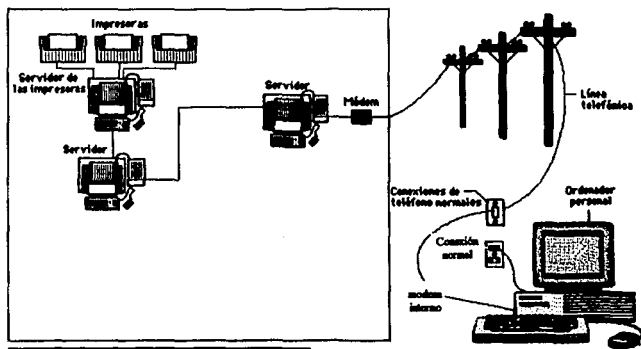 Impresoras
Servidor de
las impresoras
Servidor
Servidor
Módem
Línea
telefónica
Conexiones de
teléfono normales
Ordenador
personal
Conexión
normal
modem
interno